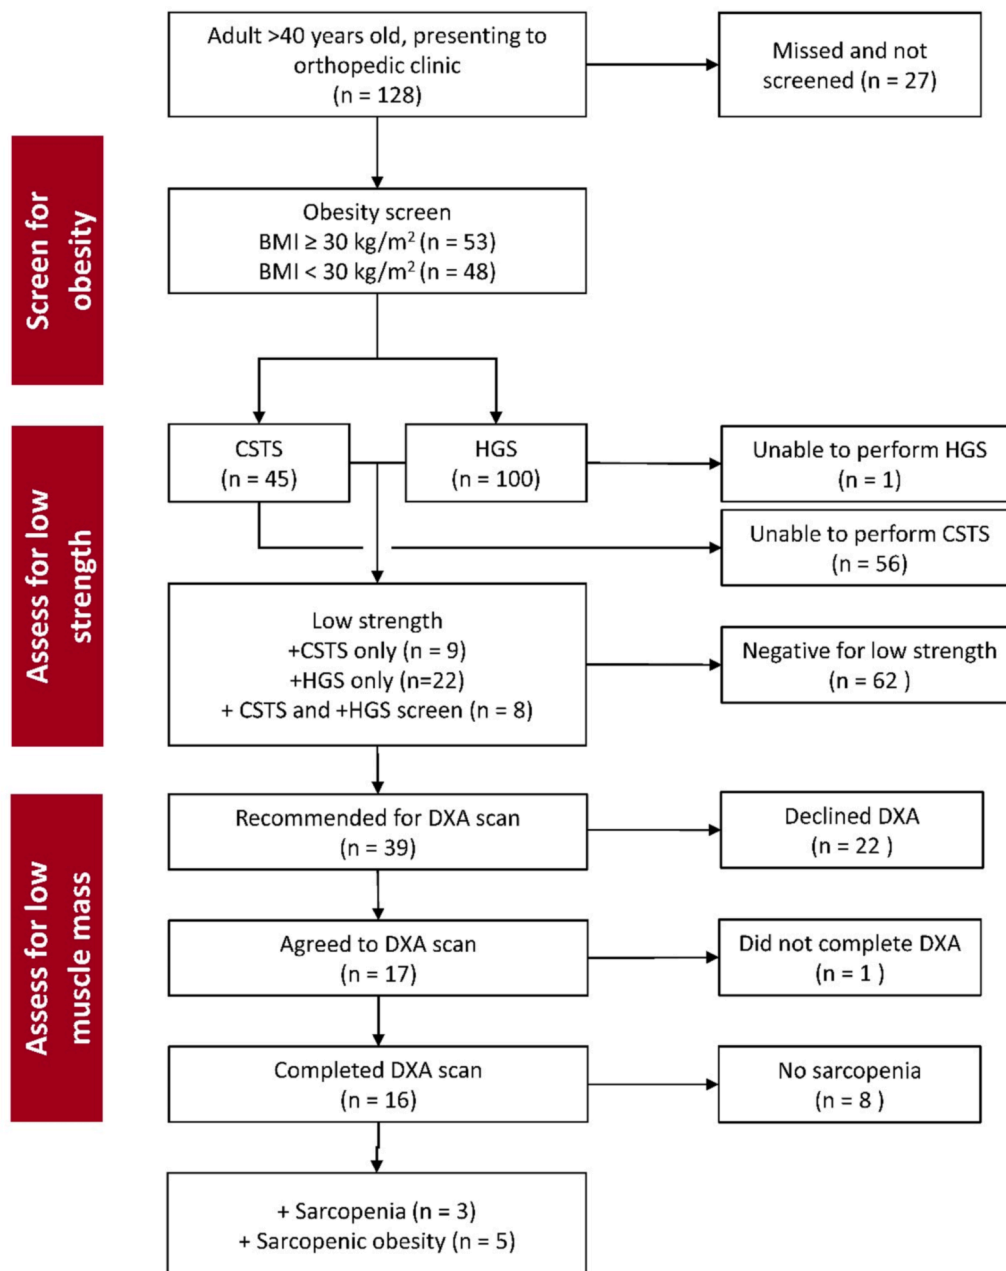 Adult >40 years old, presenting to
orthopedic clinic
(n = 128)
Missed and not
screened (n = 27)
Screen for
obesity
Obesity screen
BMI ≥ 30 kg/m² (n = 53)
BMI < 30 kg/m² (n = 48)
Assess for low
strength
CSTS
(n = 45)
HGS
(n = 100)
Unable to perform HGS
(n = 1)
Unable to perform CSTS
(n = 56)
Low strength
+CSTS only (n = 9)
+HGS only (n=22)
+ CSTS and +HGS screen (n = 8)
Negative for low strength
(n = 62 )
Assess for low
muscle mass
Recommended for DXA scan
(n = 39)
Declined DXA
(n = 22 )
Agreed to DXA scan
(n = 17)
Did not complete DXA
(n = 1 )
Completed DXA scan
(n = 16)
No sarcopenia
(n = 8 )
+ Sarcopenia (n = 3)
+ Sarcopenic obesity (n = 5)